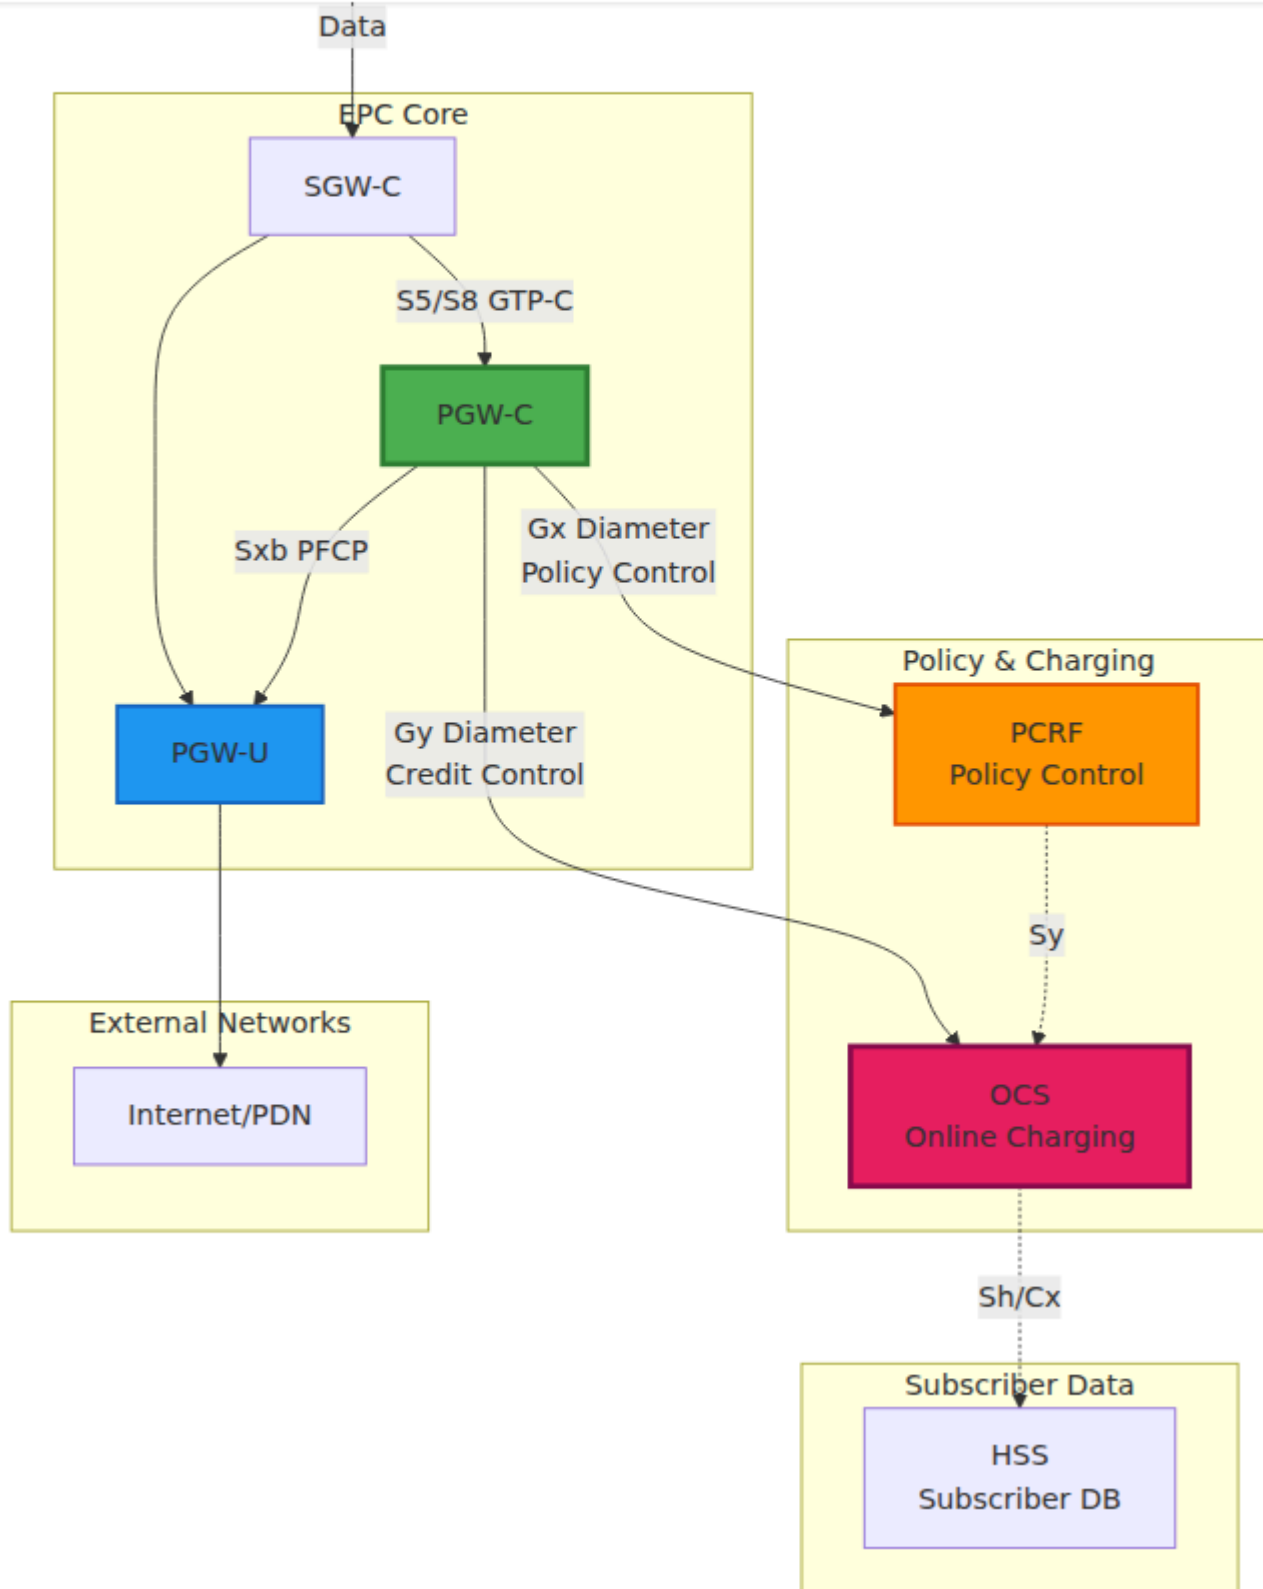 Data
EPC Core
SGW-C
S5/S8 GTP-C
PGW-C
Gx Diameter
Policy Control
Sxb PFCP
Policy & Charging
PCRF
Policy Control
Gy Diameter
Credit Control
PGW-U
Sy
External Networks
Internet/PDN
OCS
Online Charging
Sh/Cx
Subscriber Data
HSS
Subscriber DB